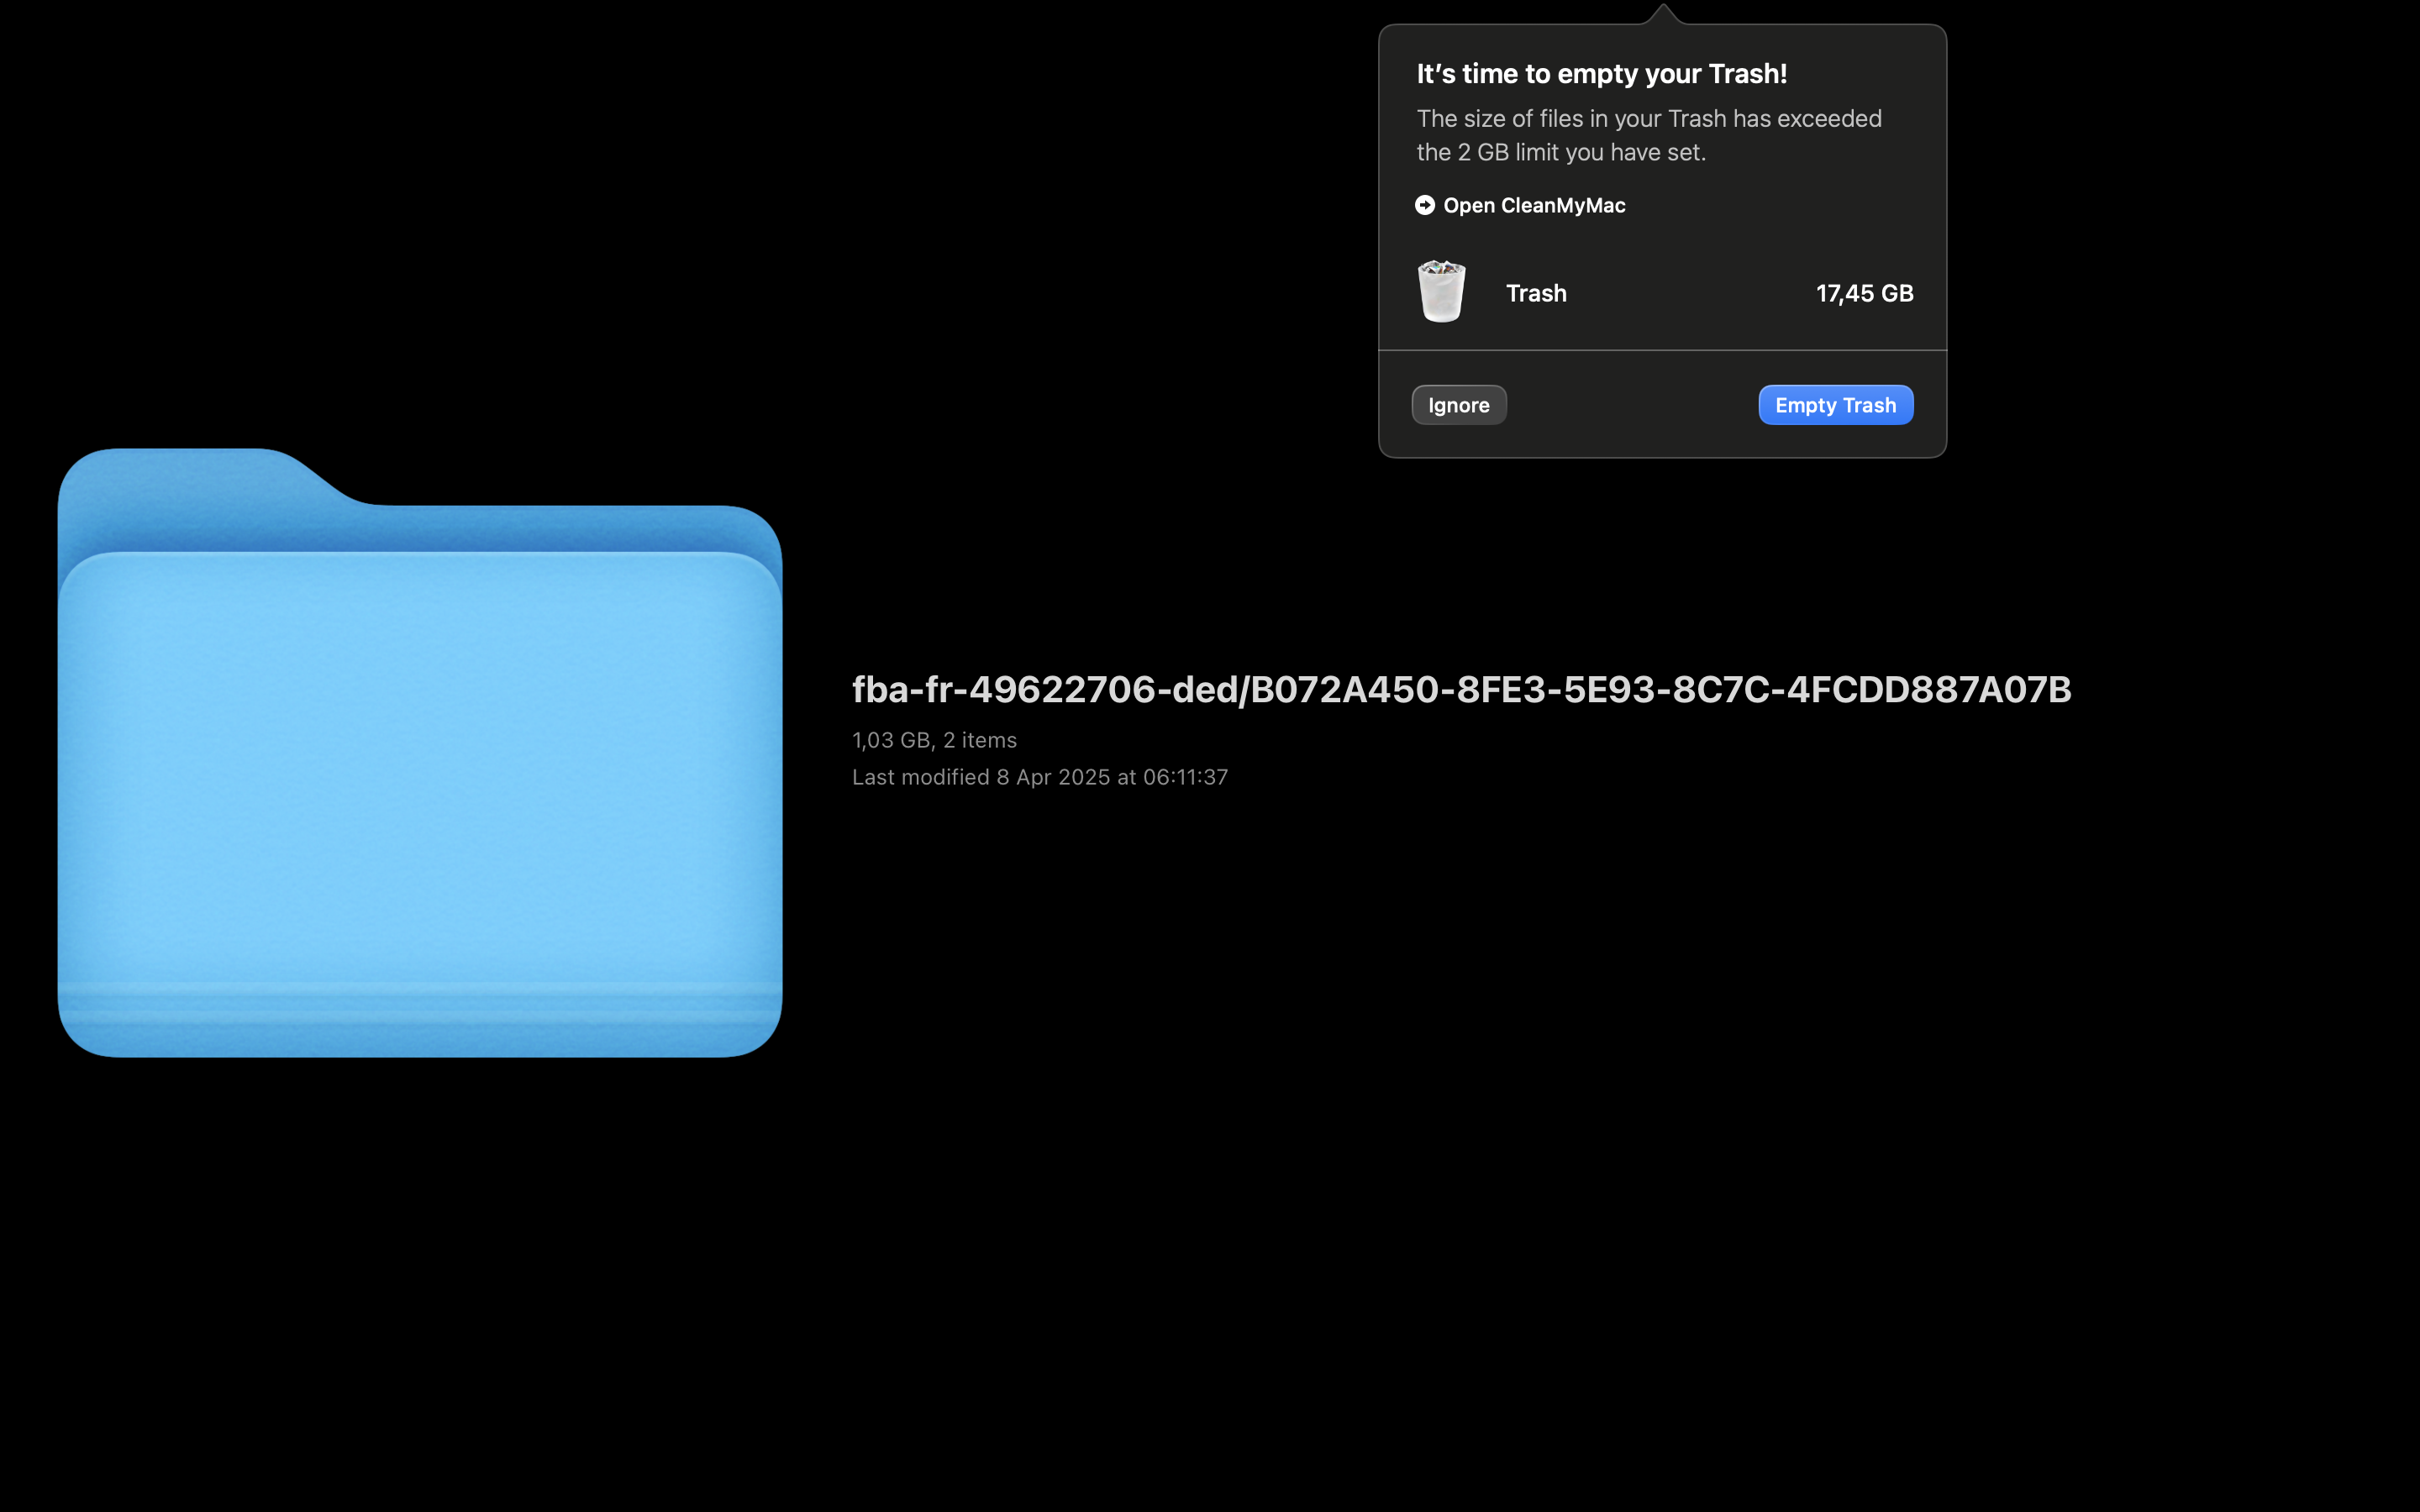 It's time to empty your Trash!
The size of files in your Trash has exceeded
the 2 GB limit you have set.
Open CleanMyMac
Trash 17,45 GB
Ignore Empty Trash
fba-fr-49622706-ded/B072A450-8FE3-5E93-8C7C-4FCDD887A07B
1,03 GB, 2 items
Last modified 8 Apr 2025 at 06:11:37